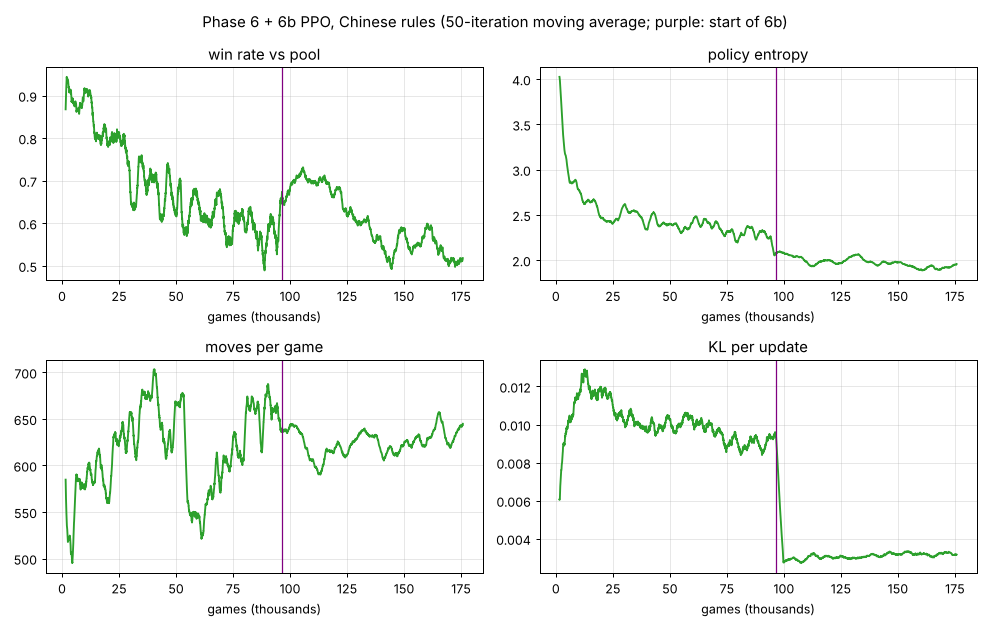 Phase 6 + 6b PPO, Chinese rules (50-iteration moving average; purple: start of 6b)
win rate vs pool
0.9
0.8
0.7
0.6
0.5
0 25 50 75 100 125 150 175
games (thousands)
policy entropy
4.0
3.5
3.0
2.5
2.0
0 25 50 75 100 125 150 175
games (thousands)
moves per game
700
650
600
550
500
0 25 50 75 100 125 150 175
games (thousands)
KL per update
0.012
0.010
0.008
0.006
0.004
0 25 50 75 100 125 150 175
games (thousands)